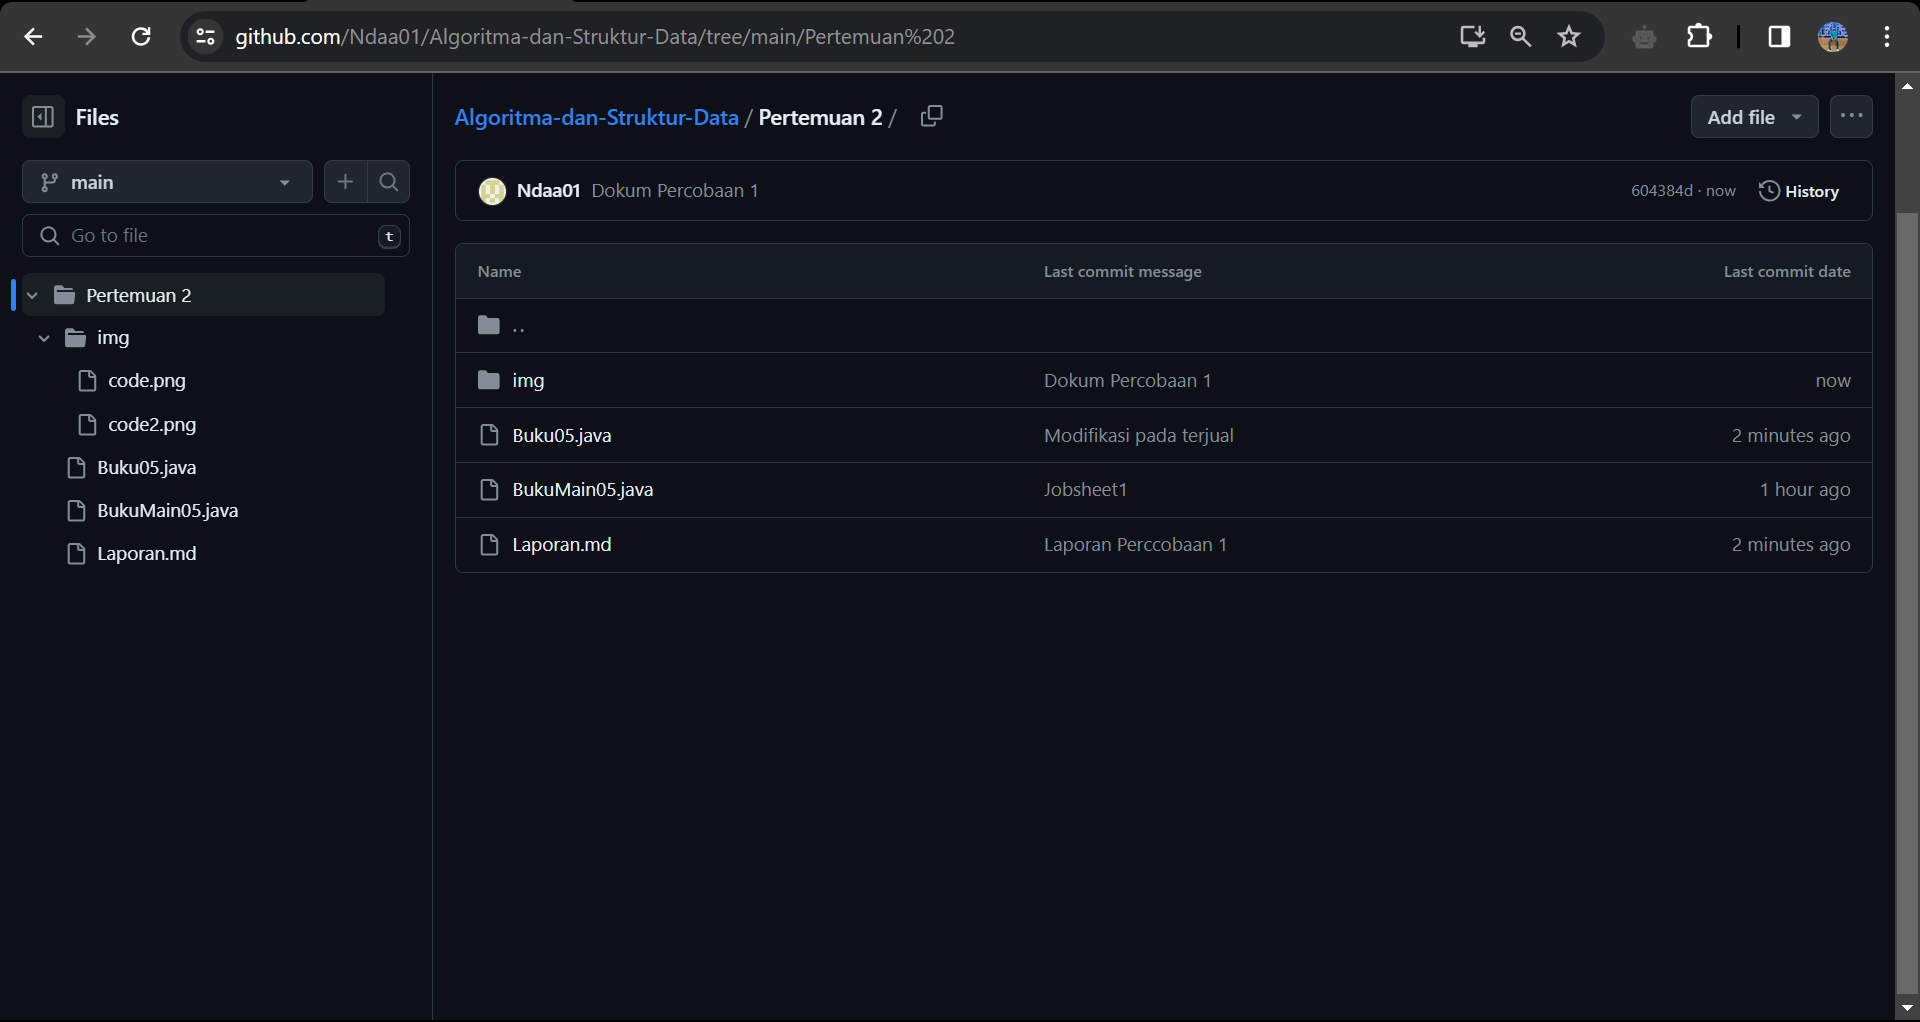 github.com/Ndaa01/Algoritma-dan-Struktur-Data/tree/main/Pertemuan%202
Files
main
Go to file
t
Pertemuan 2
img
code.png
code2.png
Buku05.java
BukuMain05.java
Laporan.md
Algoritma-dan-Struktur-Data / Pertemuan 2 /
Add file
Ndaa01 Dokum Percobaan 1
604384d · now
History
Name Last commit message Last commit date
..
img Dokum Percobaan 1 now
Buku05.java Modifikasi pada terjual 2 minutes ago
BukuMain05.java Jobsheet1 1 hour ago
Laporan.md Laporan Perccobaan 1 2 minutes ago